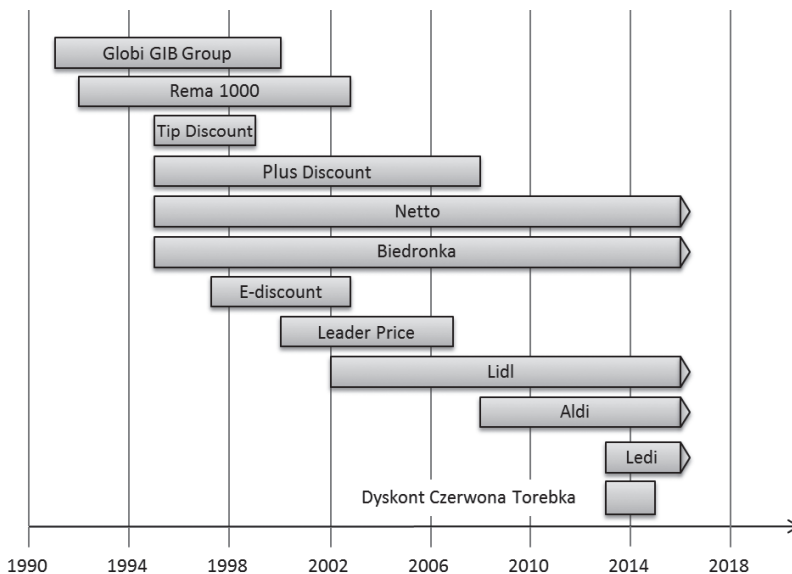 Globi GIB Group
Rema 1000
Tip Discount
Plus Discount
Netto
Biedronka
E-discount
Leader Price
Lidl
Aldi
Ledi
Dyskont Czerwona Torebka
1990 1994 1998 2002 2006 2010 2014 2018